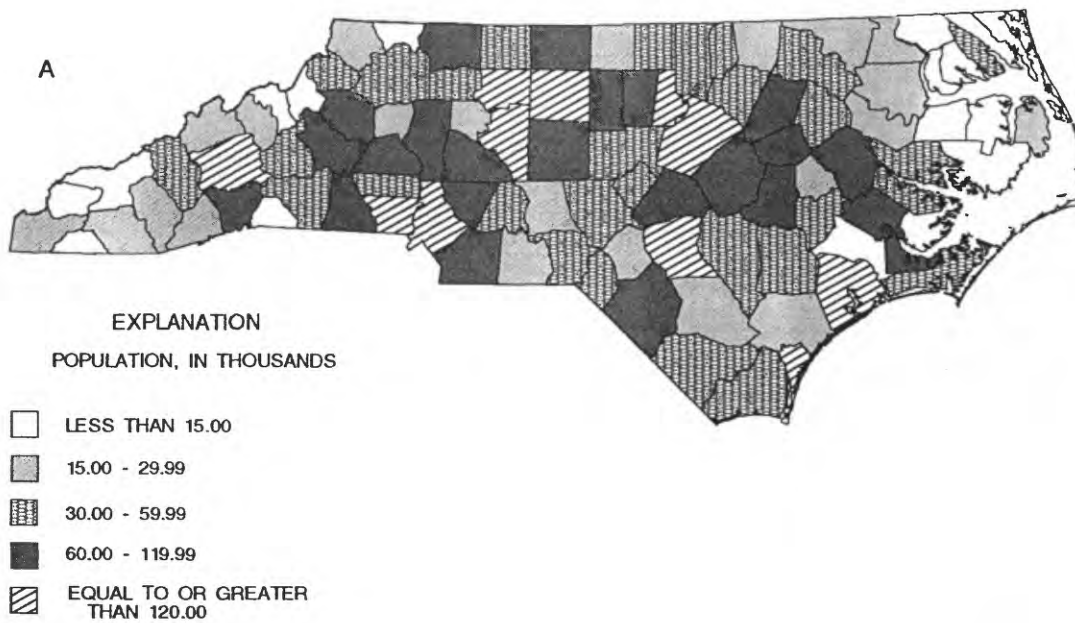 A
EXPLANATION
POPULATION, IN THOUSANDS
LESS THAN 15.00
15.00 - 29.99
30.00 - 59.99
60.00 - 119.99
EQUAL TO OR GREATER
THAN 120.00